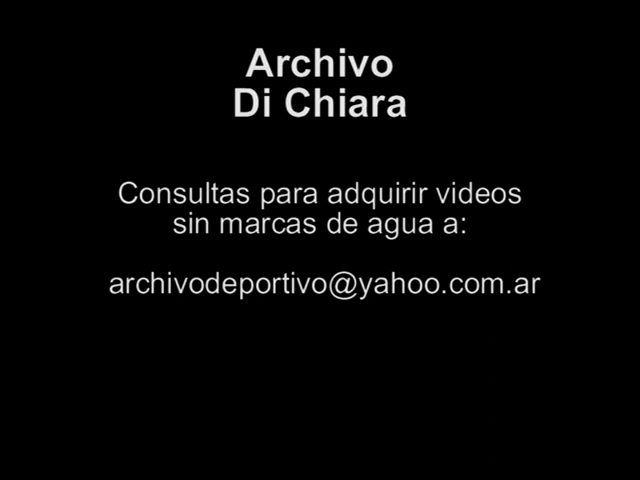 Archivo
Di Chiara
Consultas para adquirir videos
sin marcas de agua a:
archivodeportivo@yahoo.com.ar